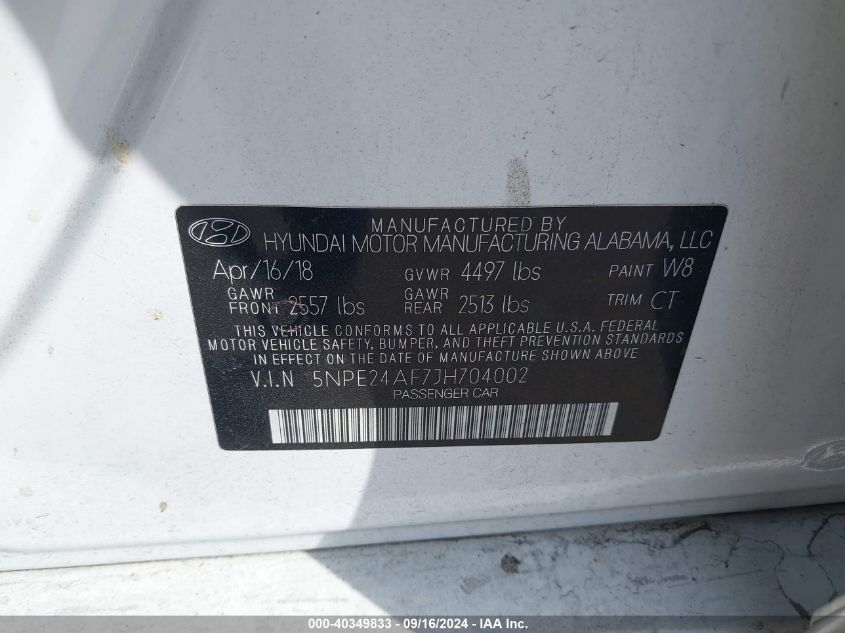 MANUFACTURED BY
HYUNDAI MOTOR MANUFACTURING ALABAMA, LLC
Apr/16/18 GVWR 4497 lbs PAINT W8
GAWR FRONT 2557 lbs GAWR REAR 2513 lbs TRIM CT
THIS VEHICLE CONFORMS TO ALL APPLICABLE U.S.A. FEDERAL
MOTOR VEHICLE SAFETY, BUMPER, AND THEFT PREVENTION STANDARDS
IN EFFECT ON THE DATE OF MANUFACTURE SHOWN ABOVE.
V.I.N 5NPE24AF7JH704002
PASSENGER CAR
000-40349833 - 09/16/2024 - IAA Inc.